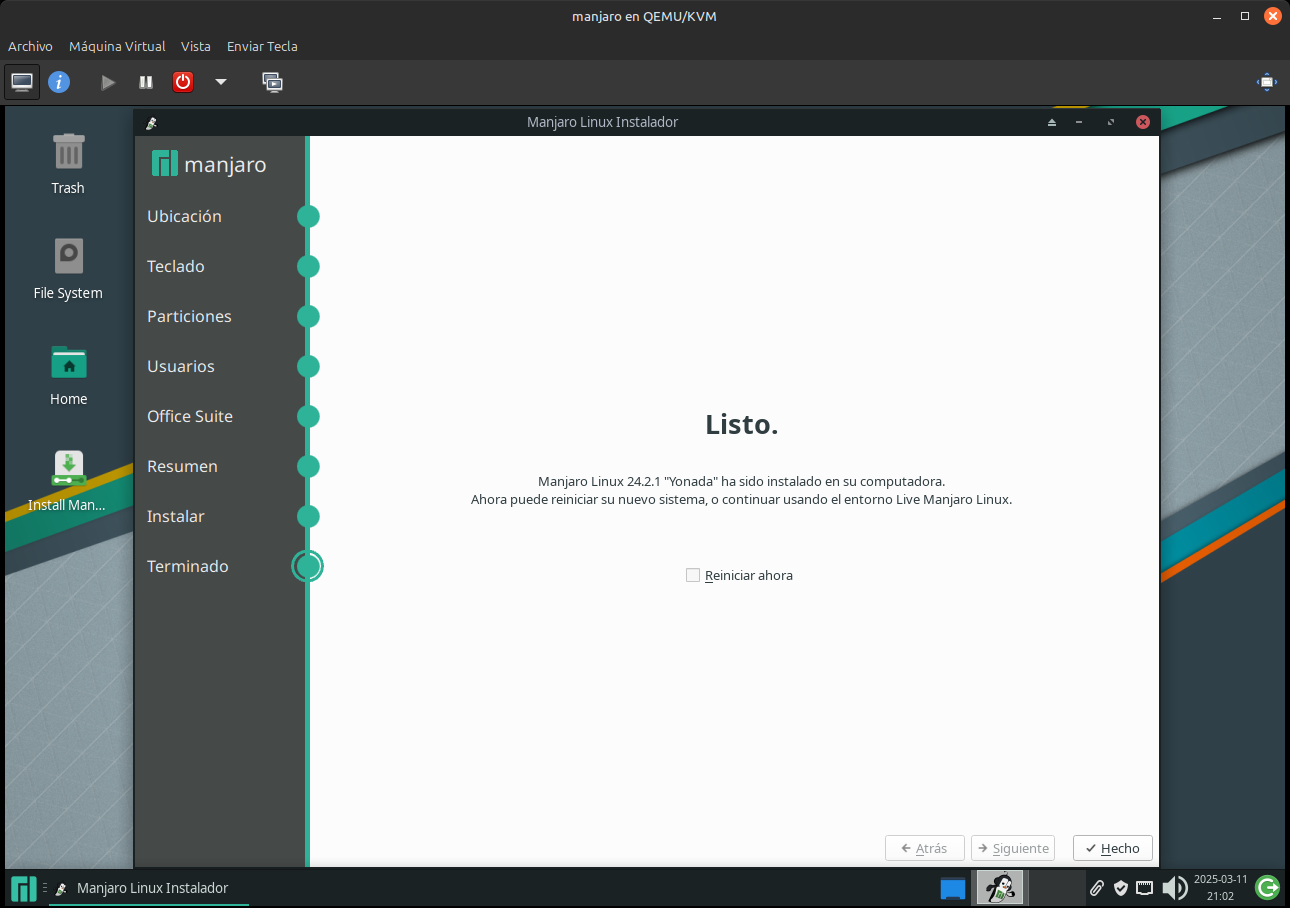 manjaro en QEMU/KVM
Archivo Máquina Virtual Vista Enviar Tecla
Manjaro Linux Instalador
Trash
File System
Home
Install Man...
manjaro
Ubicación
Teclado
Particiones
Usuarios
Office Suite
Resumen
Instalar
Terminado
Listo.
Manjaro Linux 24.2.1 "Yonada" ha sido instalado en su computadora.
Ahora puede reiniciar su nuevo sistema, o continuar usando el entorno Live Manjaro Linux.
Reiniciar ahora
Atrás Siguiente Hecho
Manjaro Linux Instalador
2025-03-11
21:02